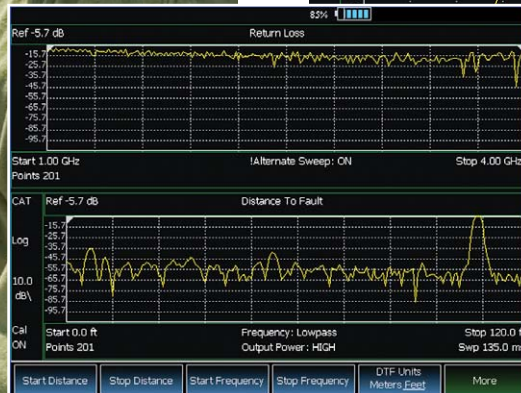 85%
Ref -5.7 dB Return Loss
-15.7
-25.7
-35.7
-45.7
-55.7
-65.7
-75.7
-85.7
-95.7
Start 1.00 GHz !Alternate Sweep: ON Stop 4.00 GHz
Points 201
CAT Ref -5.7 dB Distance To Fault
-15.7
-25.7
Log -35.7
-45.7
-55.7
10.0 -65.7
dB\ -75.7
-85.7
-95.7
Cal Start 0.0 ft Frequency: Lowpass Stop 120.0 f
ON Points 201 Output Power: HIGH Swp 135.0 m
Start Distance Stop Distance Start Frequency Stop Frequency DTF Units More
Meters Feet